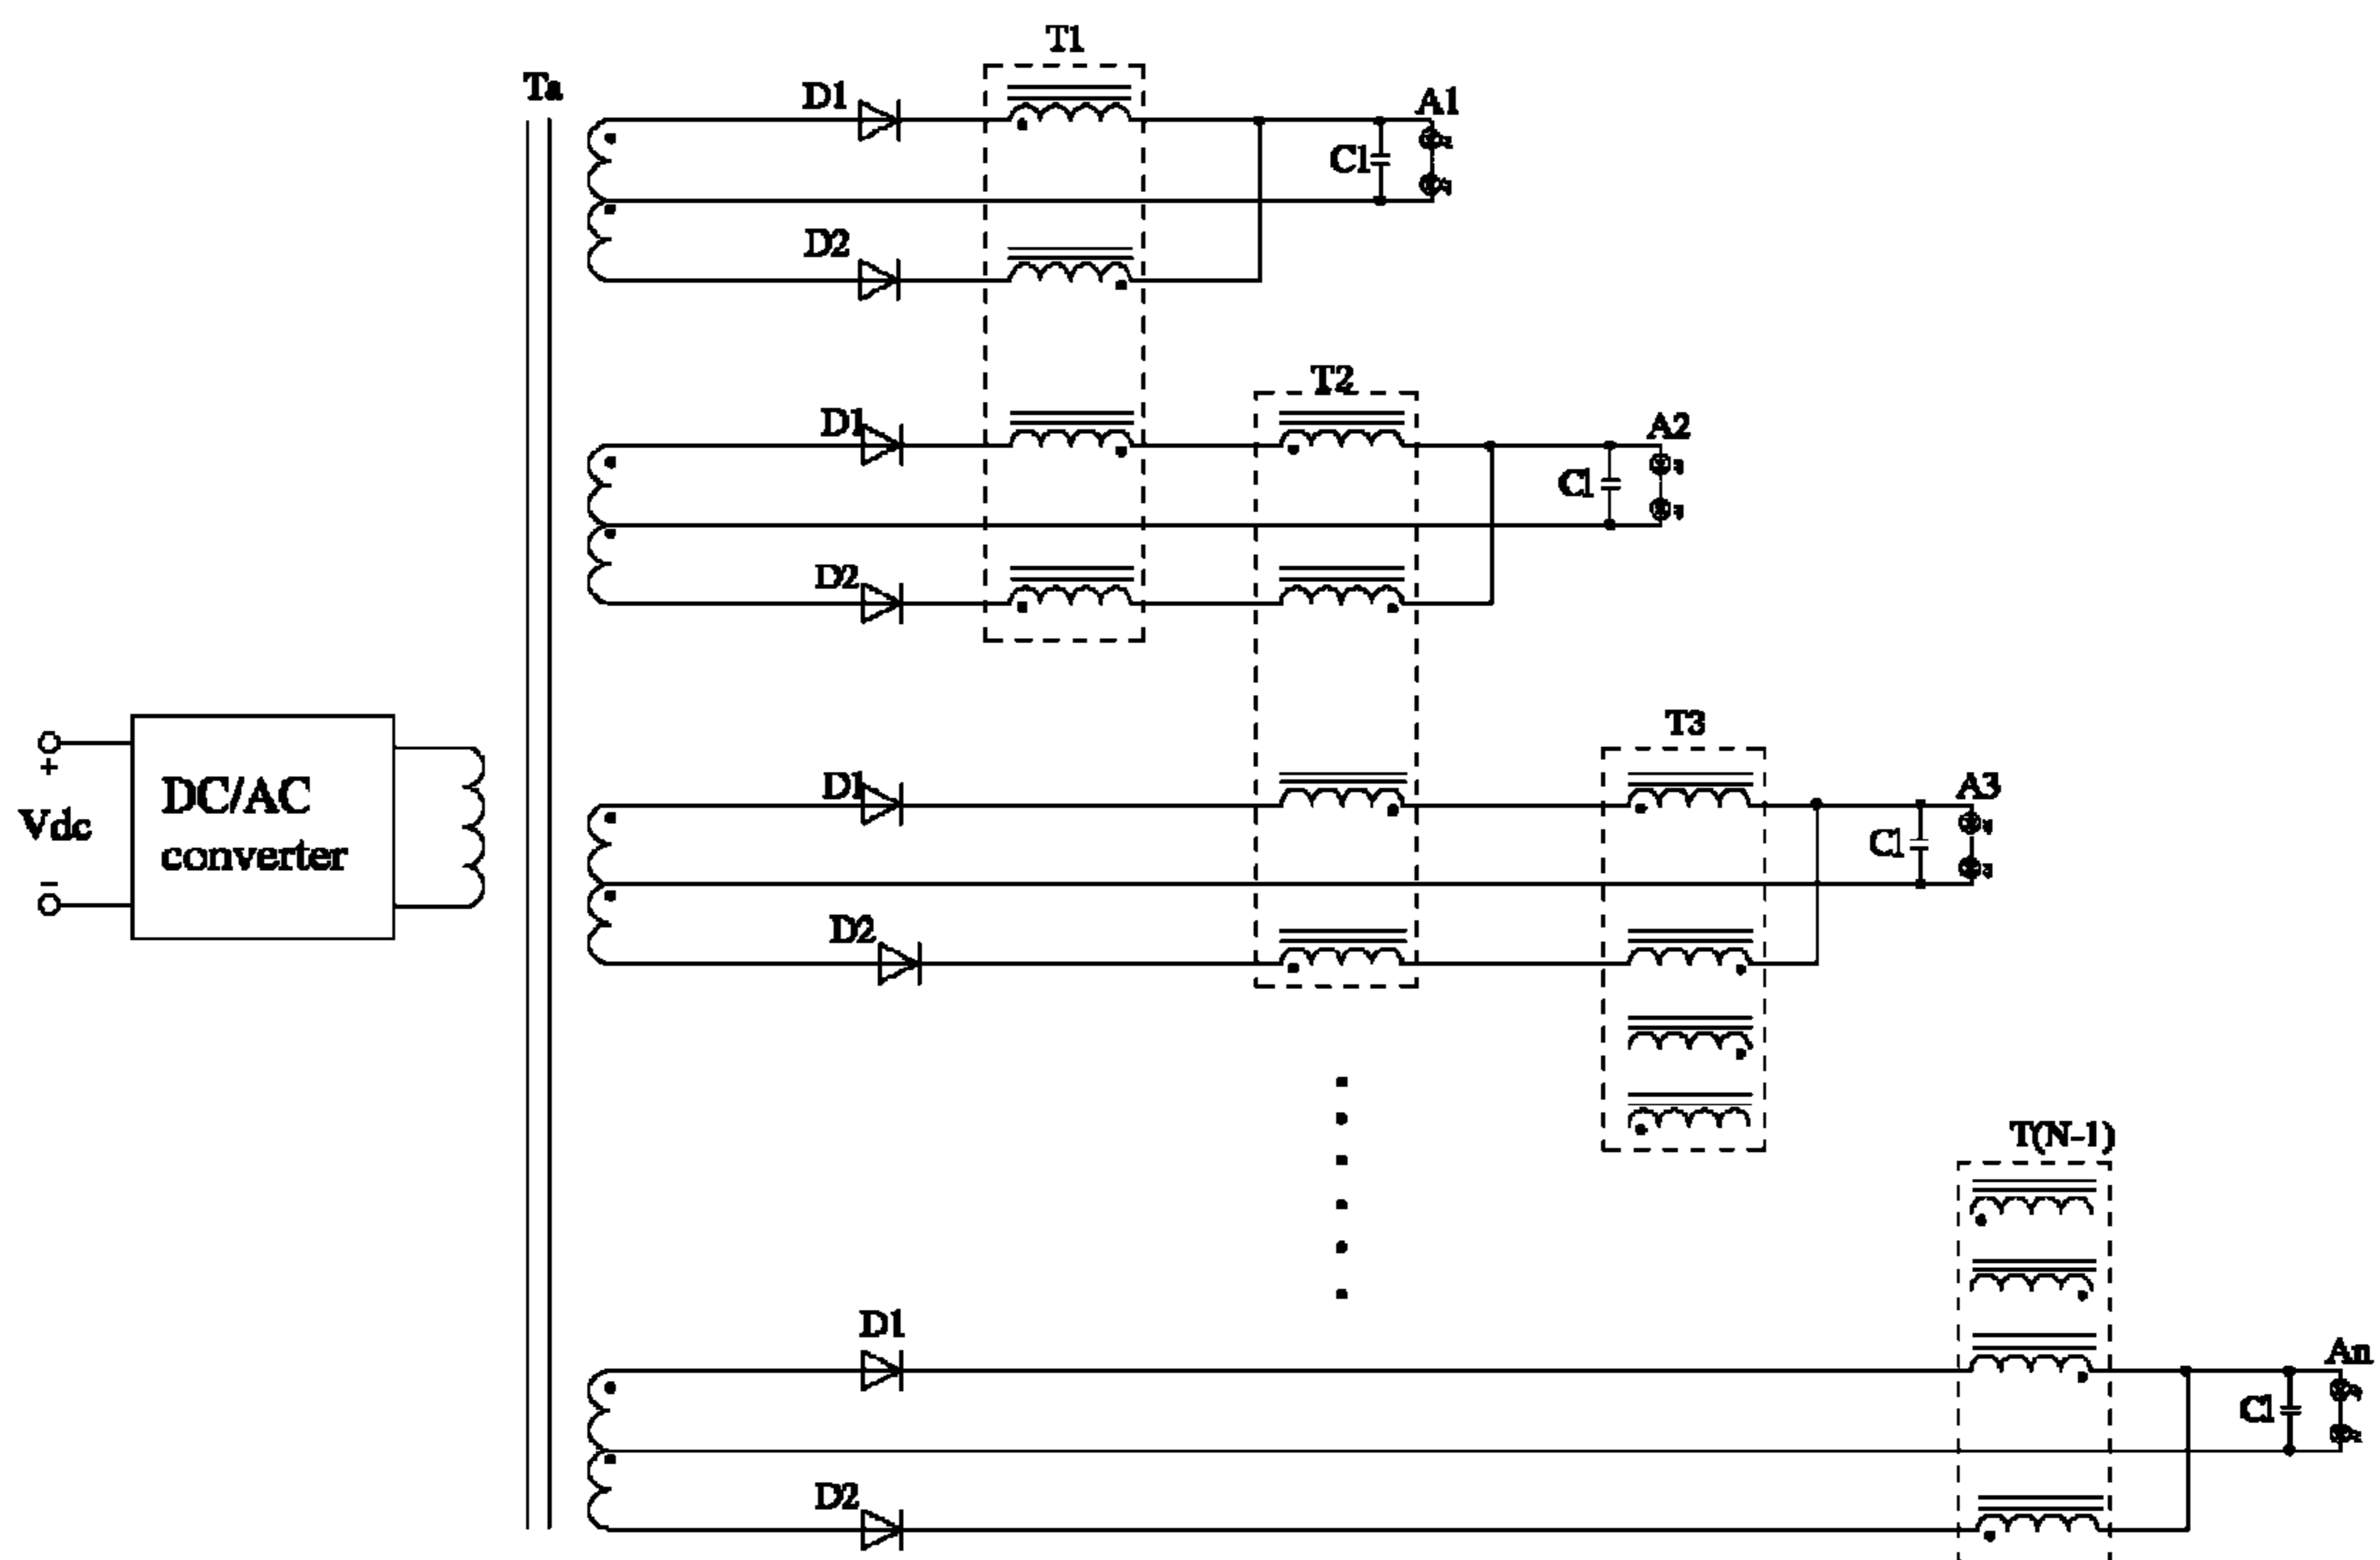 T1
Ta
D1
A1
C1
D2
T2
D1
A2
C1
D2
T3
D1
A3
C1
D2
+
Vdc
−
DC/AC
converter
T(N-1)
D1
An
C1
D2